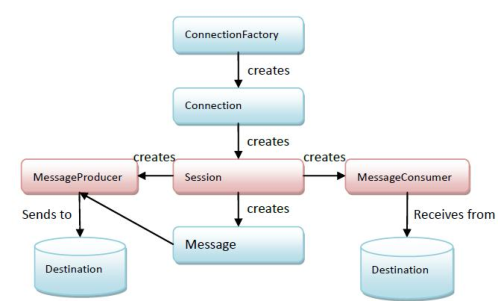 ConnectionFactory
creates
Connection
creates
creates
creates
MessageProducer
Session
MessageConsumer
creates
Sends to
Receives from
Message
Destination
Destination